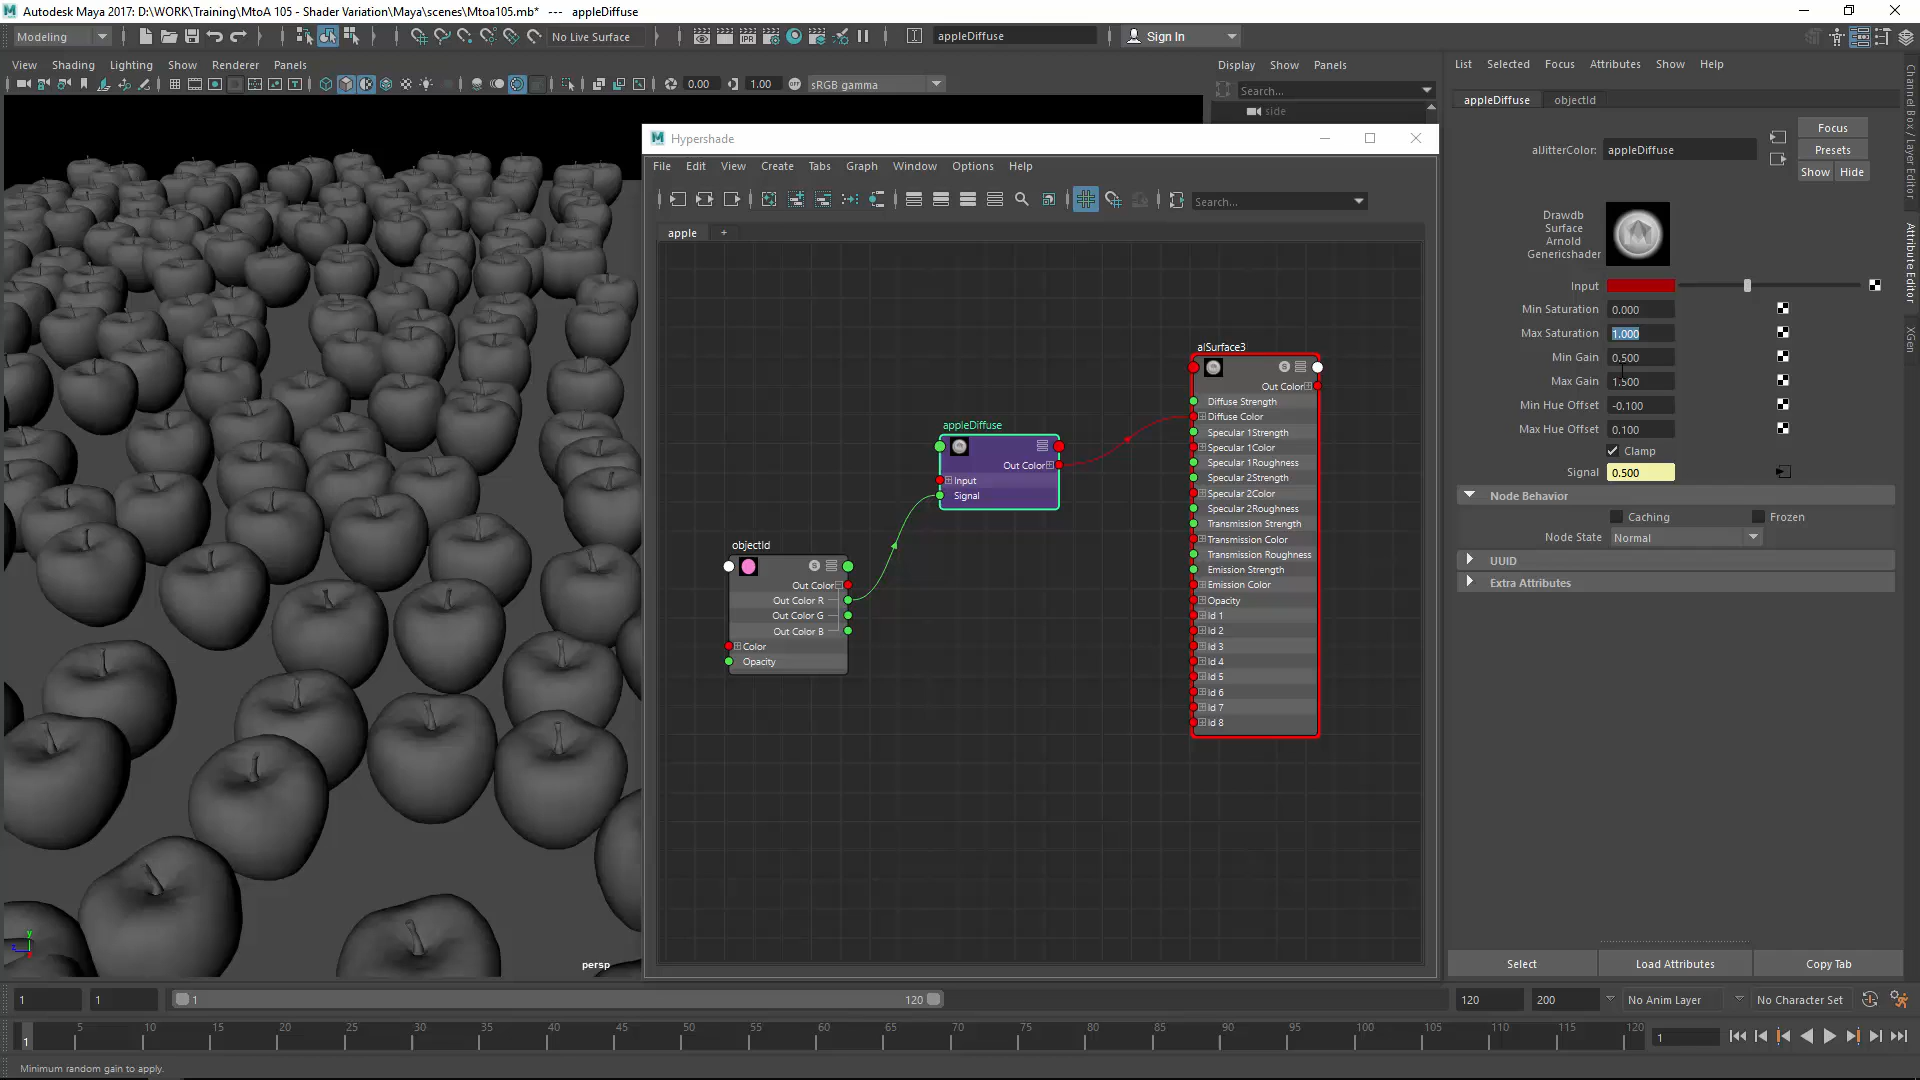 Autodesk Maya 2017: D:\WORK\Training\MtoA 105 - Shader Variation\Maya\scenes\Mtoa105.mb* --- appleDiffuse
Modeling
No Live Surface
appleDiffuse
Sign In
View Shading Lighting Show Renderer Panels
0.00
1.00
sRGB gamma
Display Show Panels
Search...
side
Hypershade
File Edit View Create Tabs Graph Window Options Help
Search...
apple
+
alSurface3
Out Color
Diffuse Strength
Diffuse Color
Specular 1Strength
Specular 1Color
Specular 1Roughness
Specular 2Strength
Specular 2Color
Specular 2Roughness
Transmission Strength
Transmission Color
Transmission Roughness
Emission Strength
Emission Color
Opacity
Id 1
Id 2
Id 3
Id 4
Id 5
Id 6
Id 7
Id 8
appleDiffuse
Out Color
Input
Signal
objectId
Out Color
Out Color R
Out Color G
Out Color B
Color
Opacity
persp
y
z
List Selected Focus Attributes Show Help
appleDiffuse objectId
alJitterColor: appleDiffuse
Focus
Presets
Show Hide
Drawdb
Surface
Arnold
Genericshader
Input
Min Saturation 0.000
Max Saturation 1.000
Min Gain 0.500
Max Gain 1.500
Min Hue Offset -0.100
Max Hue Offset 0.100
Clamp
Signal 0.500
Node Behavior
Caching Frozen
Node State Normal
UUID
Extra Attributes
Select Load Attributes Copy Tab
Channel Box / Layer Editor
Attribute Editor
XGen
1 1 1 120 120 200 No Anim Layer No Character Set
1 5 10 15 20 25 30 35 40 45 50 55 60 65 70 75 80 85 90 95 100 105 110 115 120 1
Minimum random gain to apply.